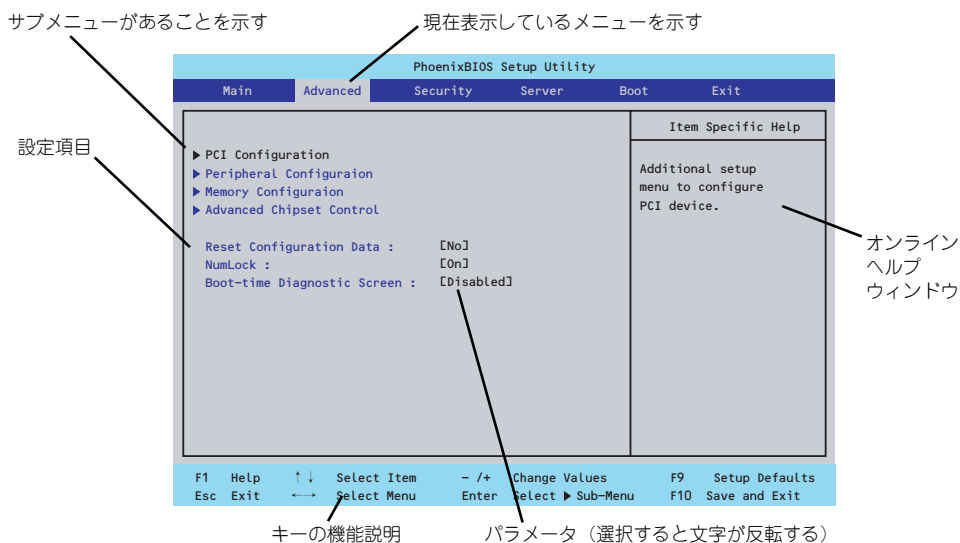 サブメニューがあることを示す
現在表示しているメニューを示す
PhoenixBIOS Setup Utility
Main Advanced Security Server Boot Exit
Item Specific Help
設定項目
▶ PCI Configuration
▶ Peripheral Configuraion
▶ Memory Configuraion
▶ Advanced Chipset Control
Additional setup
menu to configure
PCI device.
Reset Configuration Data : [No]
NumLock : [On]
Boot-time Diagnostic Screen : [Disabled]
オンライン
ヘルプ
ウィンドウ
F1 Help ↑↓ Select Item - /+ Change Values F9 Setup Defaults
Esc Exit ←→ Select Menu Enter Select ▶ Sub-Menu F10 Save and Exit
キーの機能説明
パラメータ（選択すると文字が反転する）